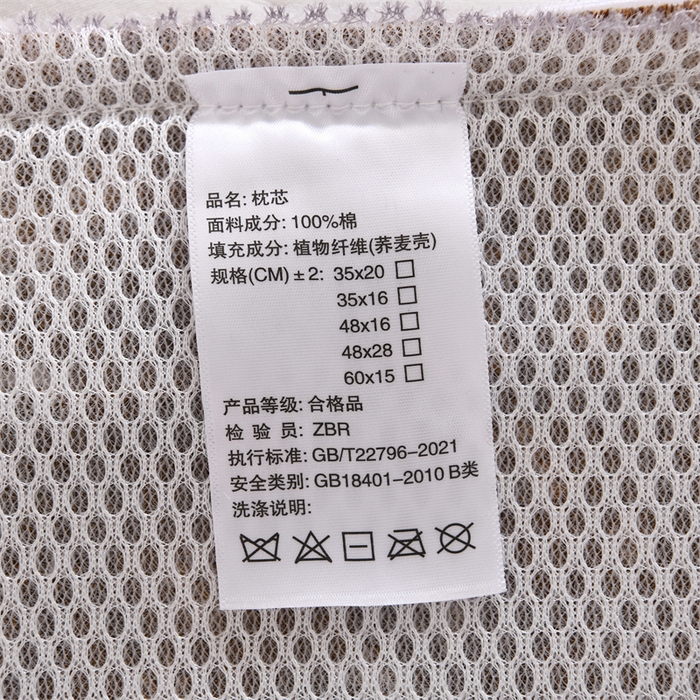 品名: 枕芯
面料成分: 100%棉
填充成分: 植物纤维(荞麦壳)
规格(CM)±2: 35x20 □
35x16 □
48x16 □
48x28 □
60x15 □
产品等级: 合格品
检 验 员: ZBR
执行标准: GB/T22796-2021
安全类别: GB18401-2010 B类
洗涤说明: